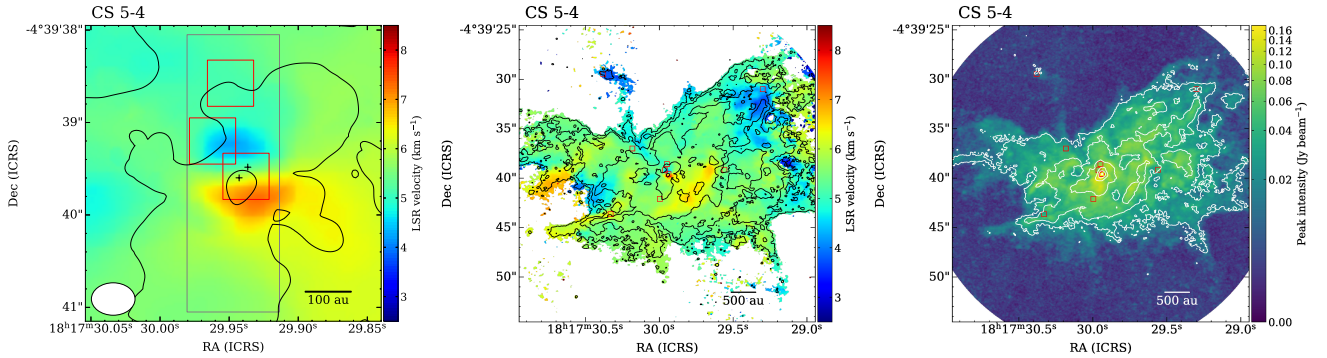 CS 5-4
-4°39'38"
39"
40"
41"
Dec (ICRS)
18ʰ17ᵐ30.05ˢ 30.00ˢ 29.95ˢ 29.90ˢ 29.85ˢ
RA (ICRS)
100 au
8
7
6
5
4
3
LSR velocity (km s⁻¹)
CS 5-4
-4°39'25"
30"
35"
40"
45"
50"
Dec (ICRS)
18ʰ17ᵐ30.5ˢ 30.0ˢ 29.5ˢ 29.0ˢ
RA (ICRS)
500 au
8
7
6
5
4
3
LSR velocity (km s⁻¹)
CS 5-4
-4°39'25"
30"
35"
40"
45"
50"
Dec (ICRS)
18ʰ17ᵐ30.5ˢ 30.0ˢ 29.5ˢ 29.0ˢ
RA (ICRS)
500 au
0.16
0.14
0.12
0.10
0.08
0.06
0.04
0.02
0.00
Peak intensity (Jy beam⁻¹)